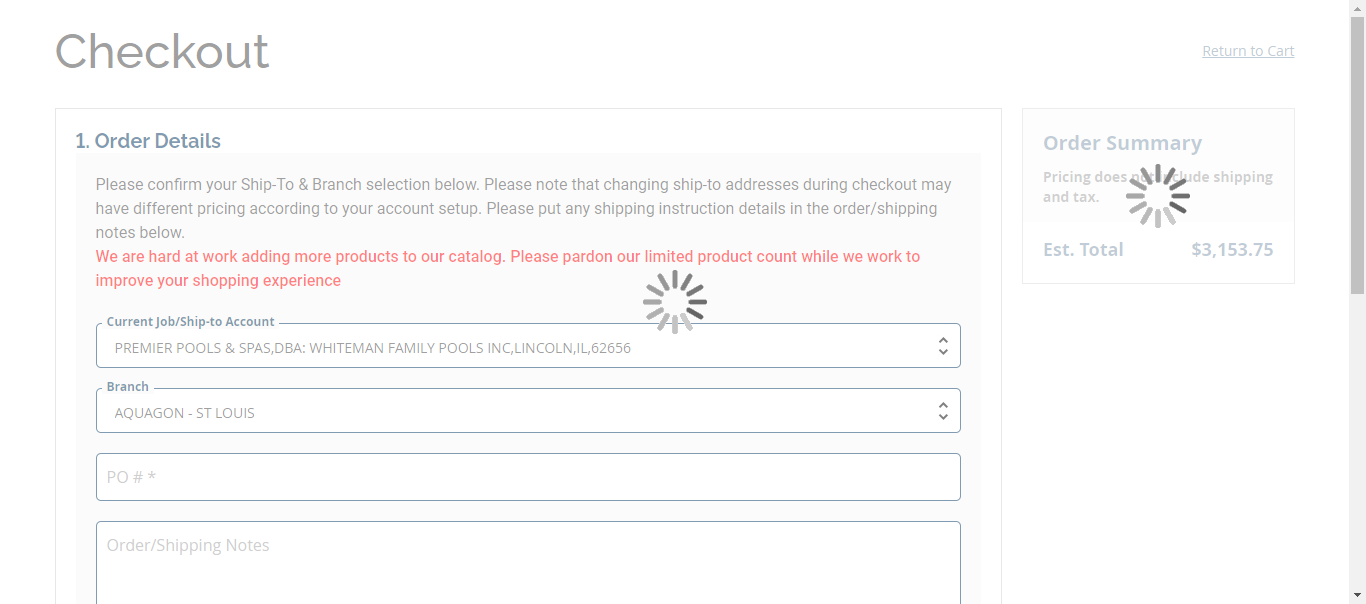 Checkout
Return to Cart
1. Order Details
Please confirm your Ship-To & Branch selection below. Please note that changing ship-to addresses during checkout may
have different pricing according to your account setup. Please put any shipping instruction details in the order/shipping
notes below.
We are hard at work adding more products to our catalog. Please pardon our limited product count while we work to
improve your shopping experience
Current Job/Ship-to Account
PREMIER POOLS & SPAS,DBA: WHITEMAN FAMILY POOLS INC,LINCOLN,IL,62656
Branch
AQUAGON - ST LOUIS
PO # *
Order/Shipping Notes
Order Summary
Pricing does not include shipping
and tax.
Est. Total $3,153.75